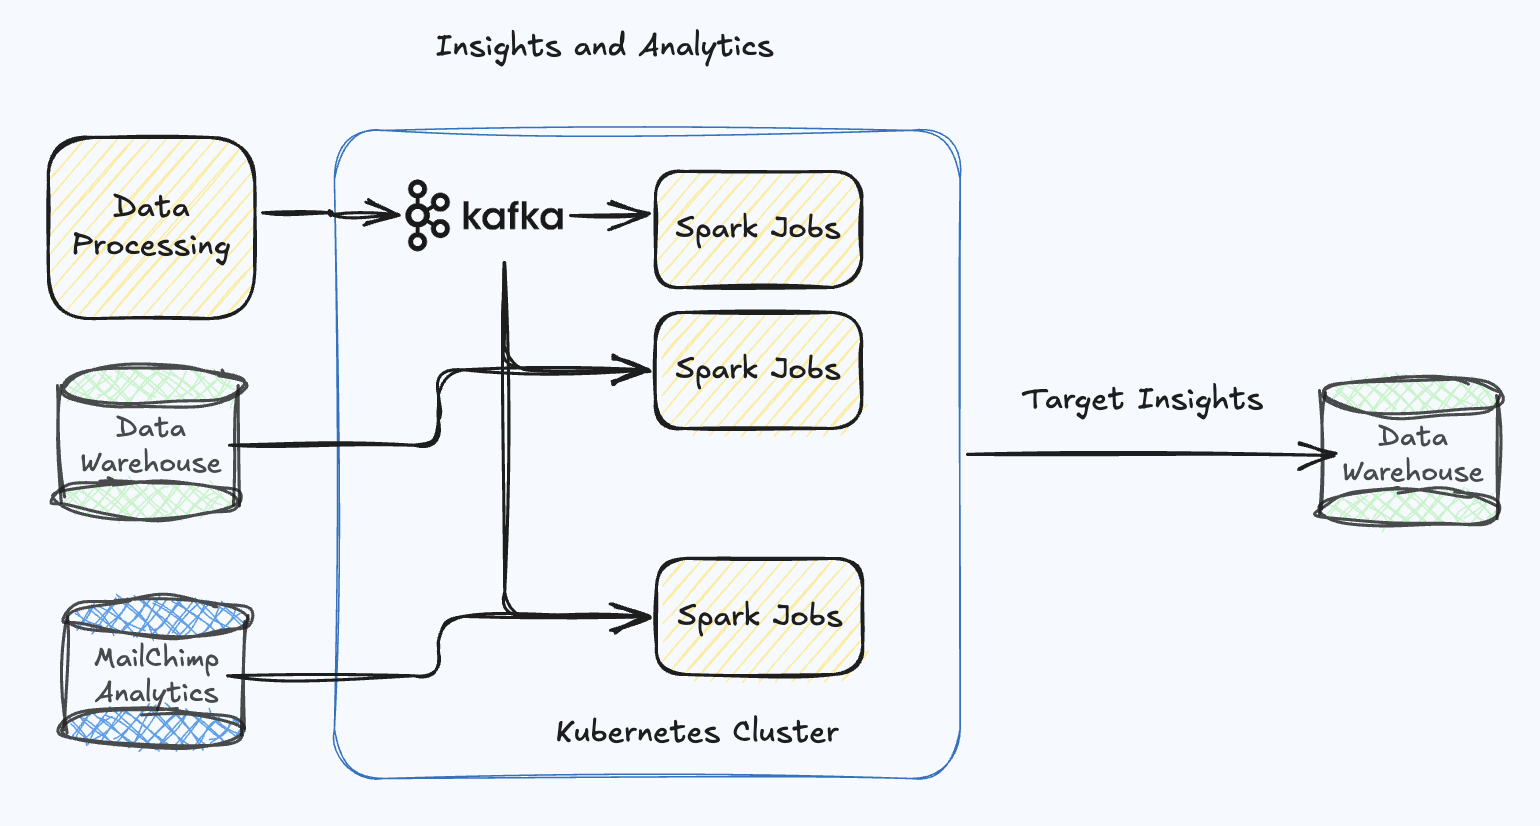 Insights and Analytics
Data
Processing
kafka
Spark Jobs
Data
Warehouse
Spark Jobs
Target Insights
Data
Warehouse
MailChimp
Analytics
Spark Jobs
Kubernetes Cluster